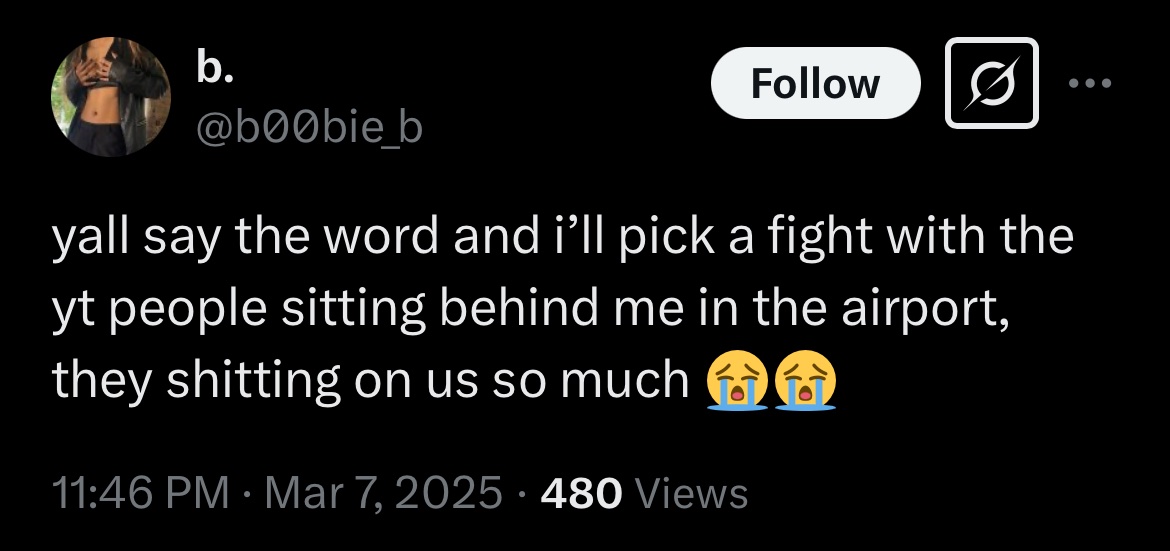 b.
Follow
@b00bie_b
yall say the word and i’ll pick a fight with the
yt people sitting behind me in the airport,
they shitting on us so much 😭😭
11:46 PM · Mar 7, 2025 · 480 Views